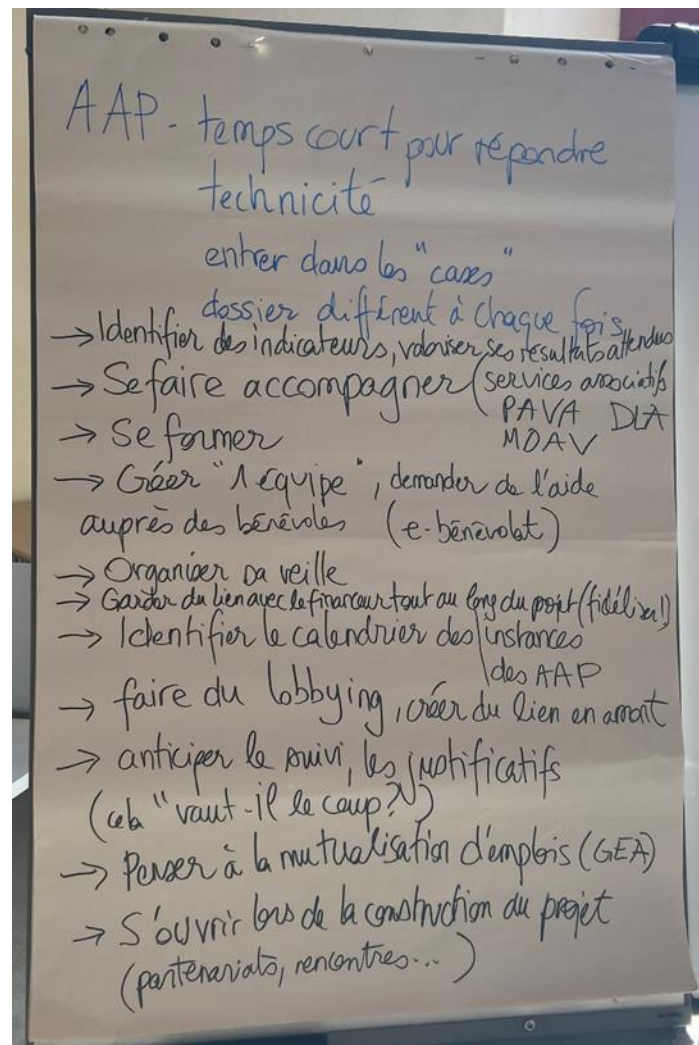 AAP - temps court pour répondre
technicité
entrer dans les "cases"
dossier différent à chaque fois
→ Identifier des indicateurs, valoriser ses résultats attendus
→ Se faire accompagner (services associatifs
PAVA DLA
MDAV
→ Se former
→ Créer "1 équipe", demander de l'aide
auprès des bénévoles (e-bénévolat)
→ Organiser sa veille
→ Garder du lien avec le financeur tout au long du projet (fidéliser!)
→ Identifier le calendrier des instances
des AAP
→ faire du lobbying, créer du lien en amont
→ anticiper le suivi, les justificatifs
(cela "vaut-il le coup?")
→ Penser à la mutualisation d'emplois (GEA)
→ S'ouvrir lors de la construction du projet
(partenariats, rencontres...)